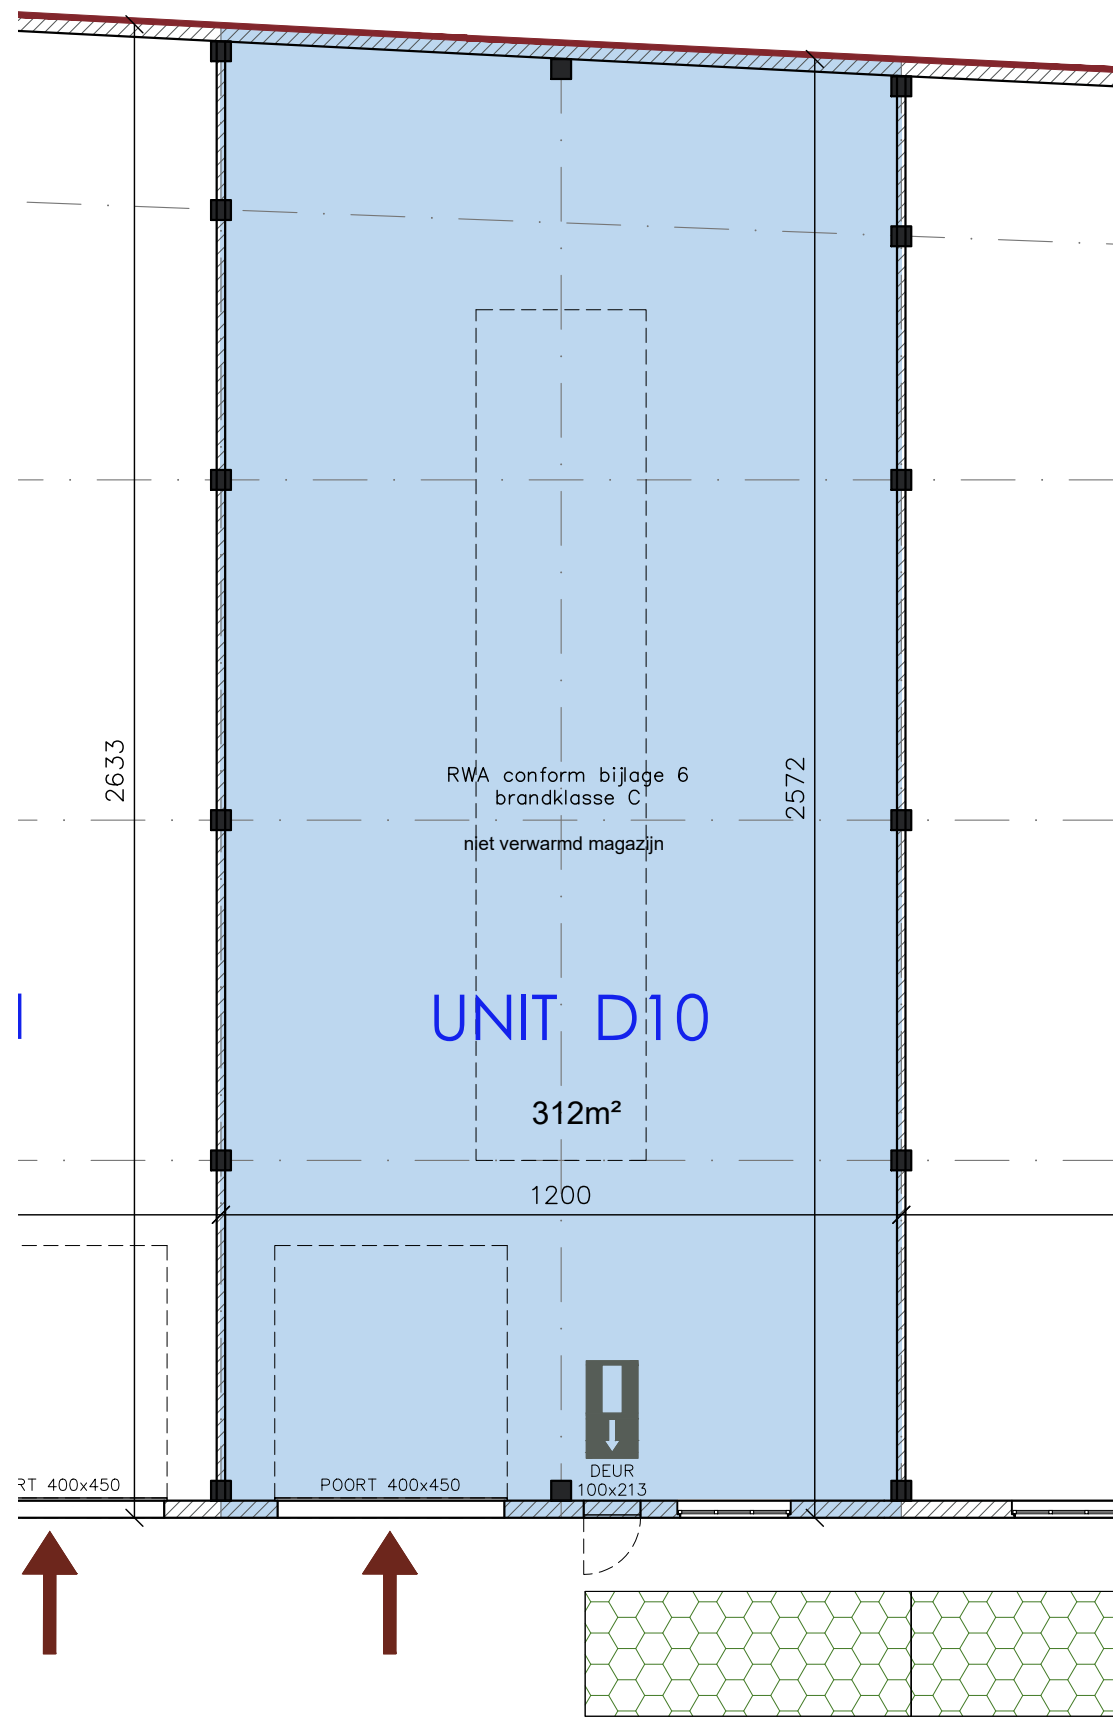 2633
RWA conform bijlage 6
brandklasse C
niet verwarmd magazijn
2572
UNIT D10
312m²
1200
RT 400x450
POORT 400x450
DEUR
100x213